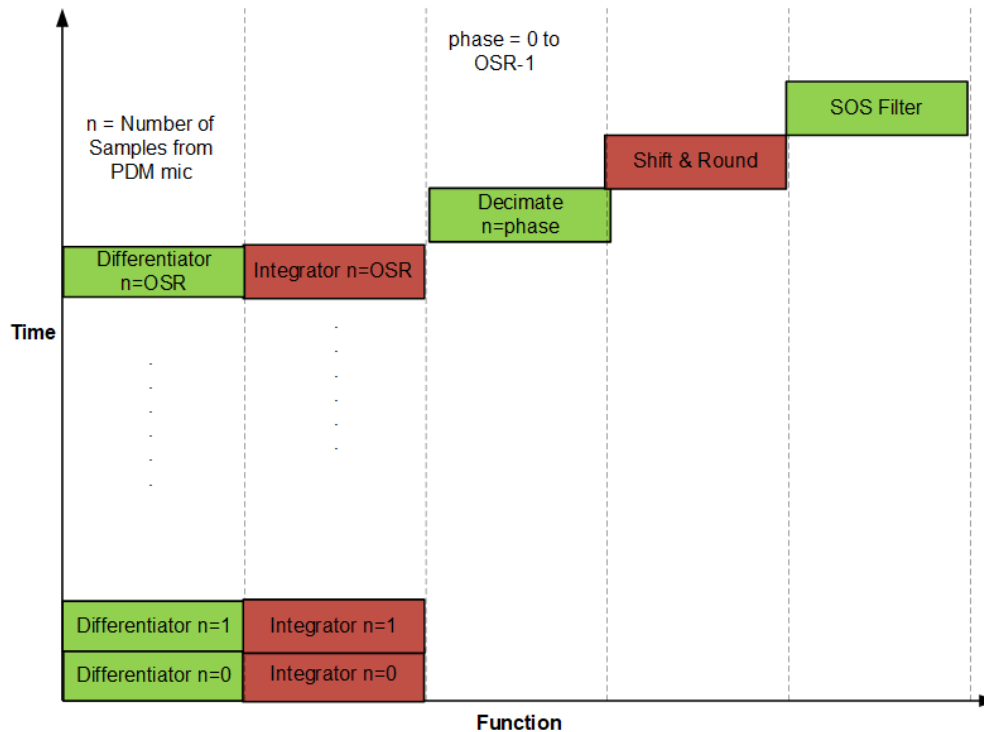 phase = 0 to
OSR-1
SOS Filter
n = Number of
Samples from
PDM mic
Shift & Round
Decimate
n=phase
Differentiator
n=OSR
Integrator n=OSR
Time
Differentiator n=1
Integrator n=1
Differentiator n=0
Integrator n=0
Function